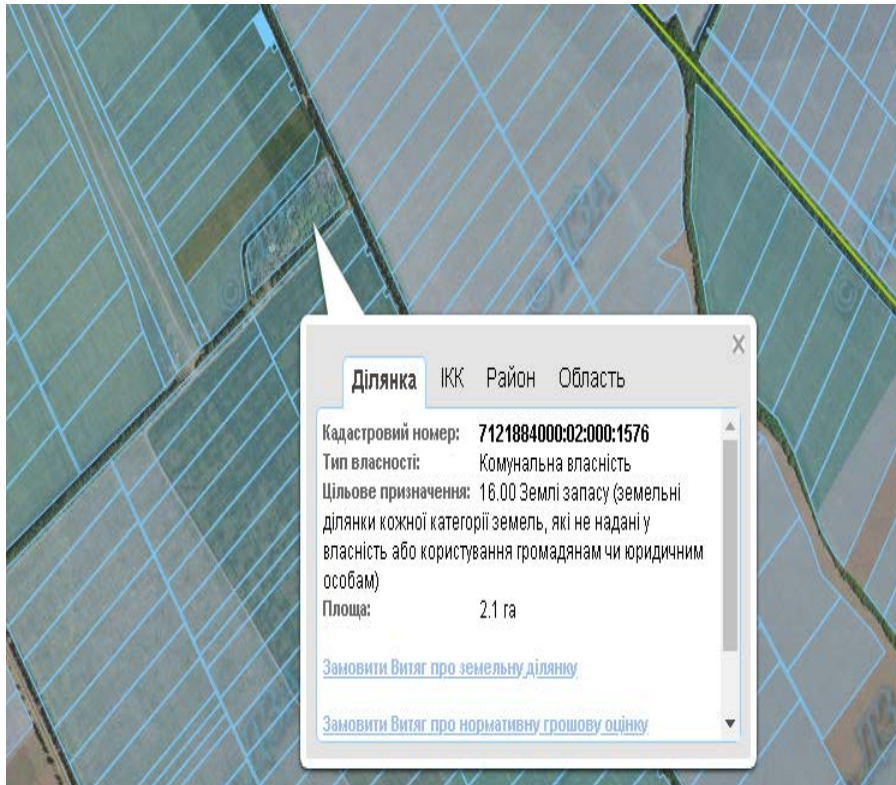 Ділянка ІКК Район Область
Кадастровий номер: 7121884000:02:000:1576
Тип власності: Комунальна власність
Цільове призначення: 16.00 Землі запасу (земельні
ділянки кожної категорії земель, які не надані у
власність або користування громадянам чи юридичним
особам)
Площа: 2.1 га
Замовити Витяг про земельну ділянку
Замовити Витяг про нормативну грошову оцінку